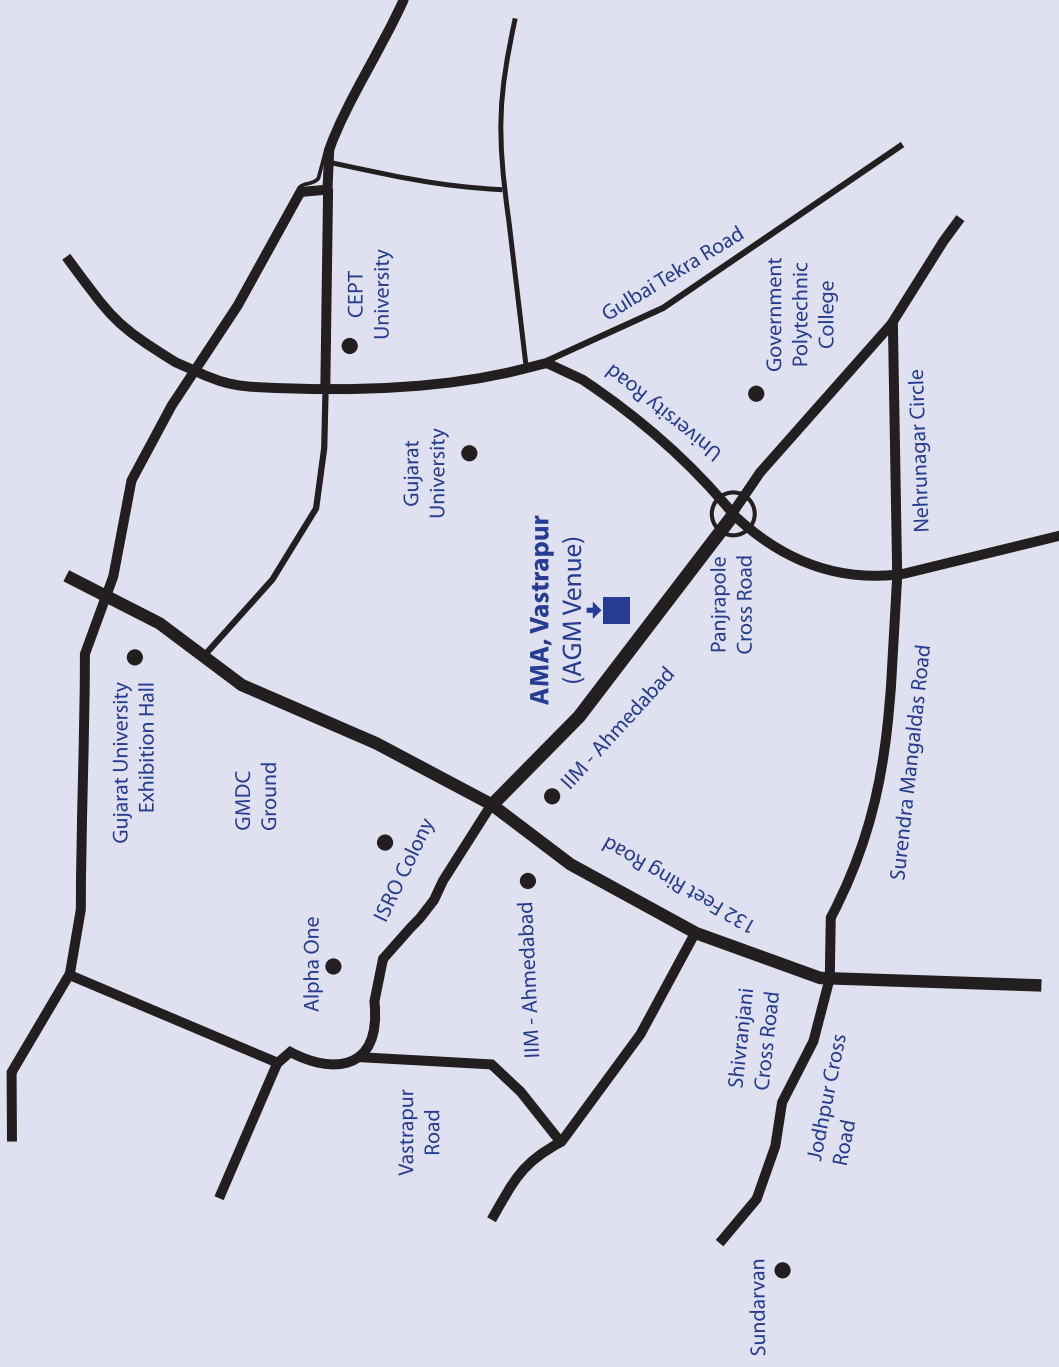 Gulbai Tekra Road
CEPT
University
Government
Polytechnic
College
University Road
Nehrunagar Circle
Gujarat
University
AMA, Vastrapur
(AGM Venue)
Panjrapole
Cross Road
Gujarat University
Exhibition Hall
IIM - Ahmedabad
Surendra Mangaldas Road
GMDC
Ground
ISRO Colony
132 Feet Ring Road
Alpha One
IIM - Ahmedabad
Shivranjani
Cross Road
Jodhpur Cross
Road
Vastrapur
Road
Sundarvan